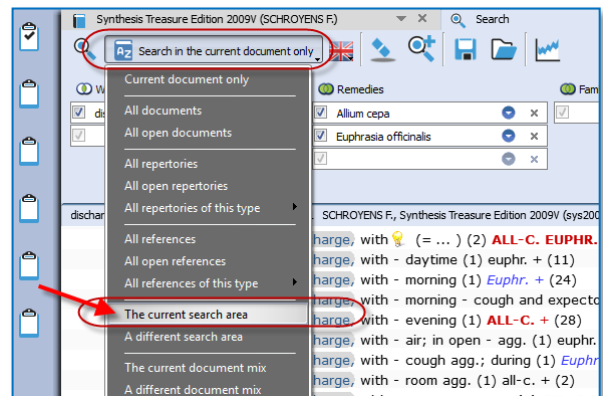 Synthesis Treasure Edition 2009V (SCHROYENS F.)
Search
Search in the current document only
W
Remedies
Fam
Current document only
di
Allium cepa
Euphrasia officinalis
All documents
All open documents
All repertories
All open repertories
All repertories of this type
dischar
SCHROYENS F., Synthesis Treasure Edition 2009V (sys200
All references
All open references
All references of this type
The current search area
A different search area
The current document mix
A different document mix
harge, with (= ... ) (2) ALL-C. EUPHR.
harge, with - daytime (1) euphr. + (11)
harge, with - morning (1) Euphr. + (24)
harge, with - morning - cough and expecto
harge, with - evening (1) ALL-C. + (28)
harge, with - air; in open - agg. (1) euphr.
harge, with - cough agg.; during (1) Euphr
harge, with - room agg. (1) all-c. + (2)